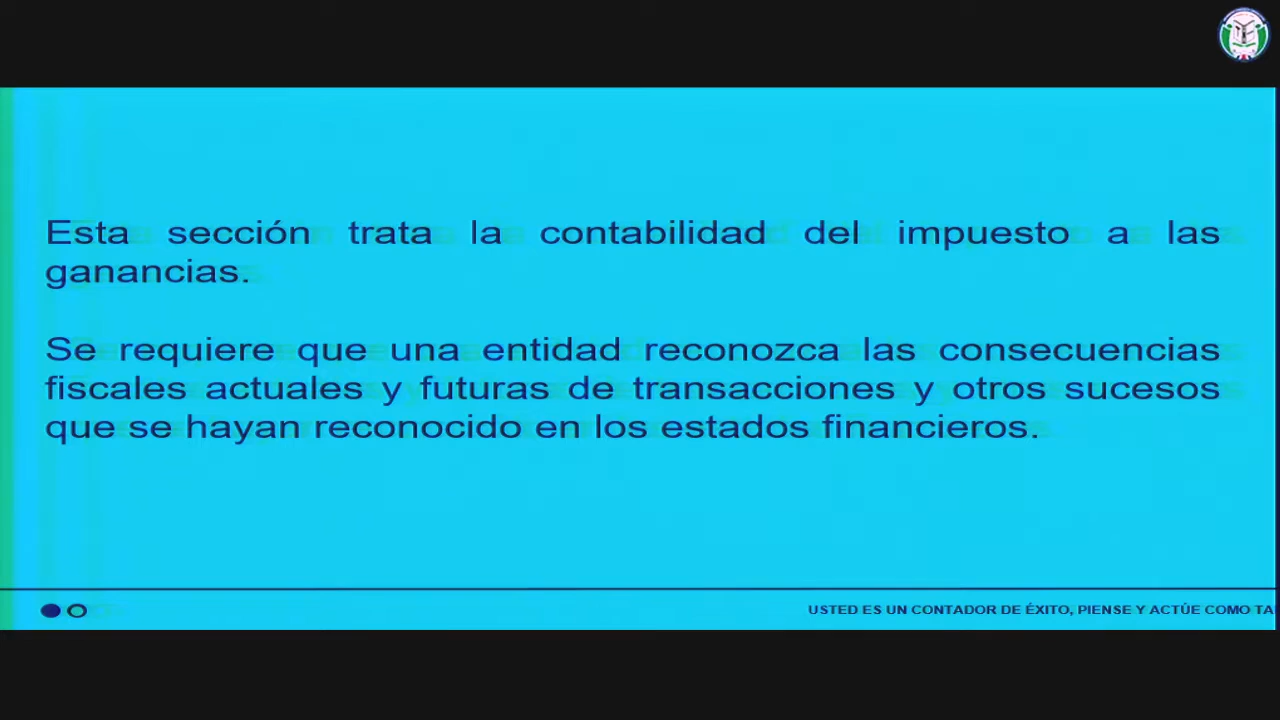 Esta sección trata la contabilidad del impuesto a las
ganancias.
Se requiere que una entidad reconozca las consecuencias
fiscales actuales y futuras de transacciones y otros sucesos
que se hayan reconocido en los estados financieros.
USTED ES UN CONTADOR DE ÉXITO, PIENSE Y ACTÚE COMO TA